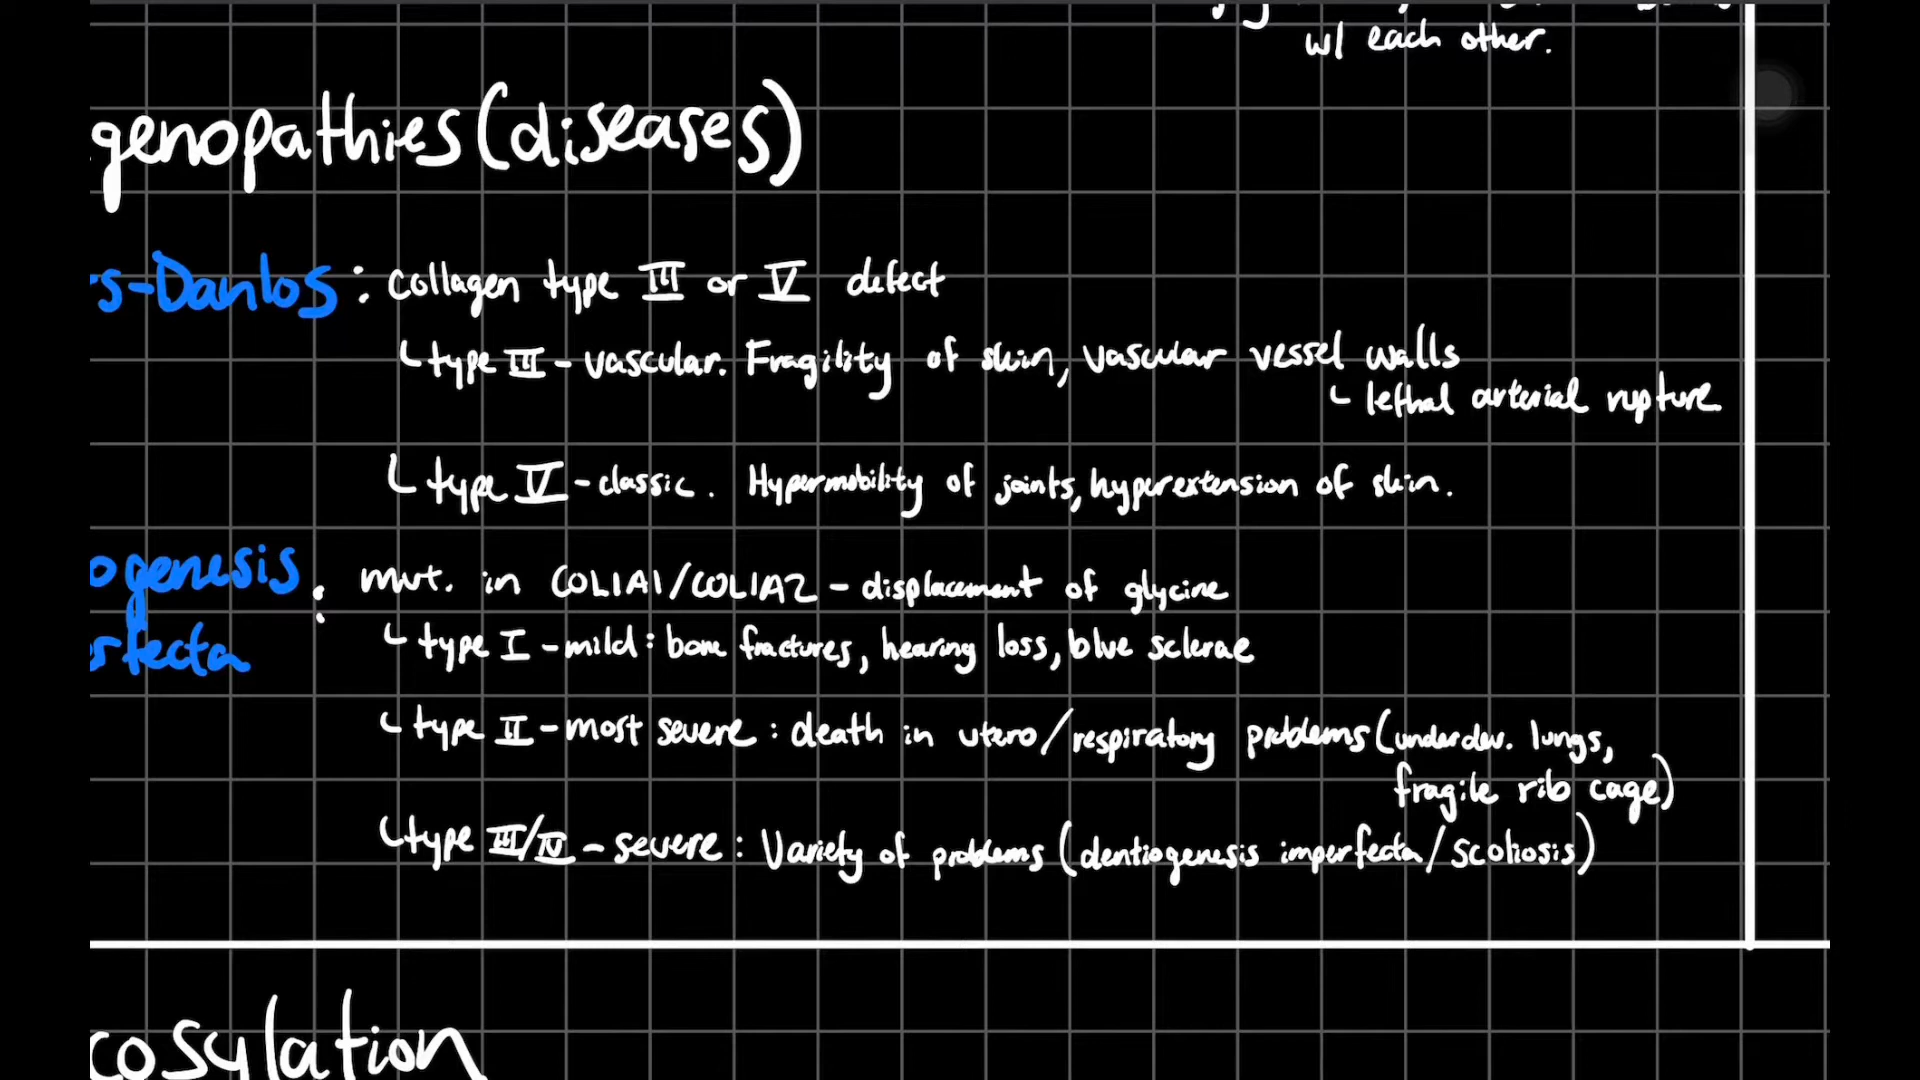 w/ each other.
genopathies (diseases)
s-Danlos : collagen type III or V defect
type III - vascular. Fragility of skin, vascular vessel walls
lethal arterial rupture
type V - classic. Hypermobility of joints, hyperextension of skin.
ogenesis : mut. in COL1A1/COL1A2 - displacement of glycine
rfecta
type I - mild : bone fractures, hearing loss, blue sclerae
type II - most severe : death in utero/respiratory problems (underdev. lungs,
fragile rib cage)
type III/IV - severe : Variety of problems (dentiogenesis imperfecta/scoliosis)
cosylation